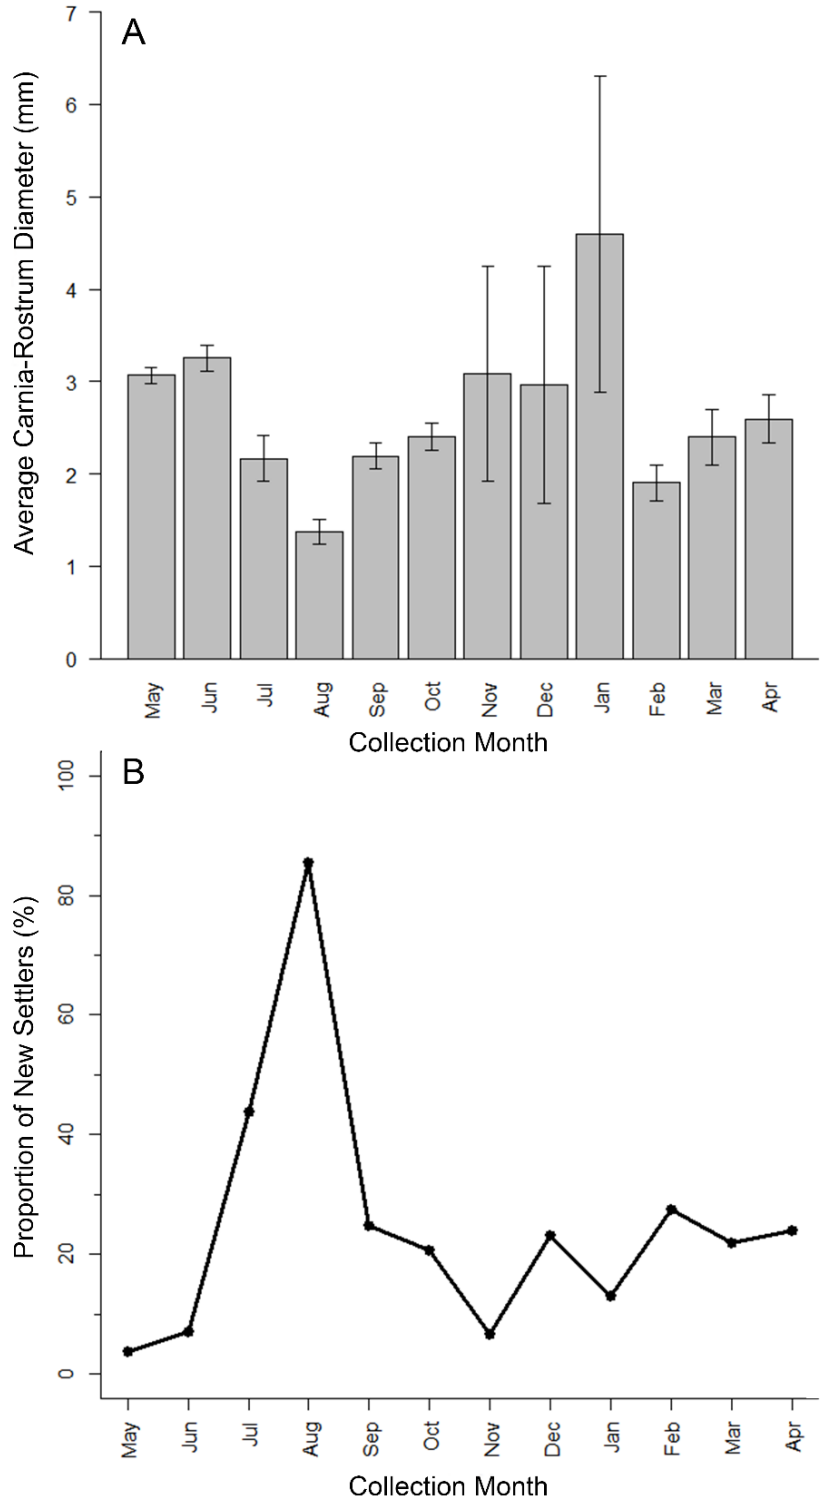 A
Average Carnia-Rostrum Diameter (mm)
7
6
5
4
3
2
1
0
May Jun Jul Aug Sep Oct Nov Dec Jan Feb Mar Apr
Collection Month
B
Proportion of New Settlers (%)
100
80
60
40
20
0
May Jun Jul Aug Sep Oct Nov Dec Jan Feb Mar Apr
Collection Month